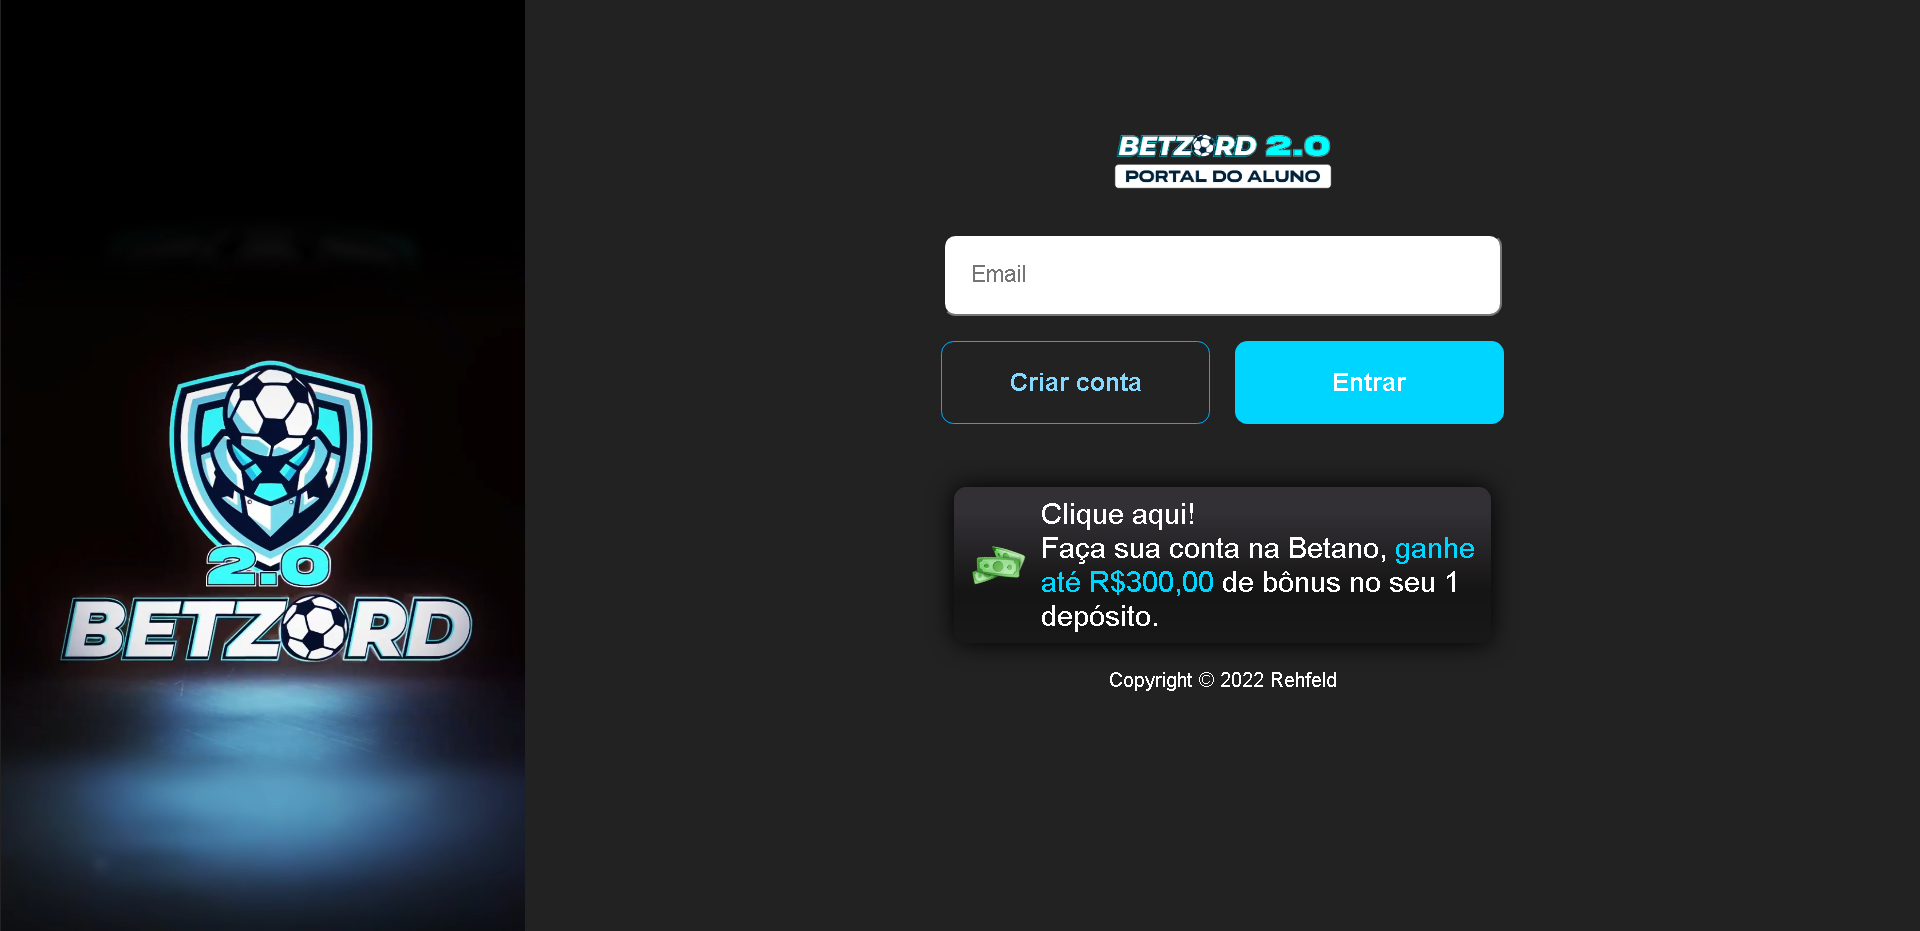 2.0
BETZORD
BETZORD 2.0
PORTAL DO ALUNO
Email
Criar conta
Entrar
Clique aqui!
Faça sua conta na Betano, ganhe
até R$300,00 de bônus no seu 1
depósito.
Copyright © 2022 Rehfeld